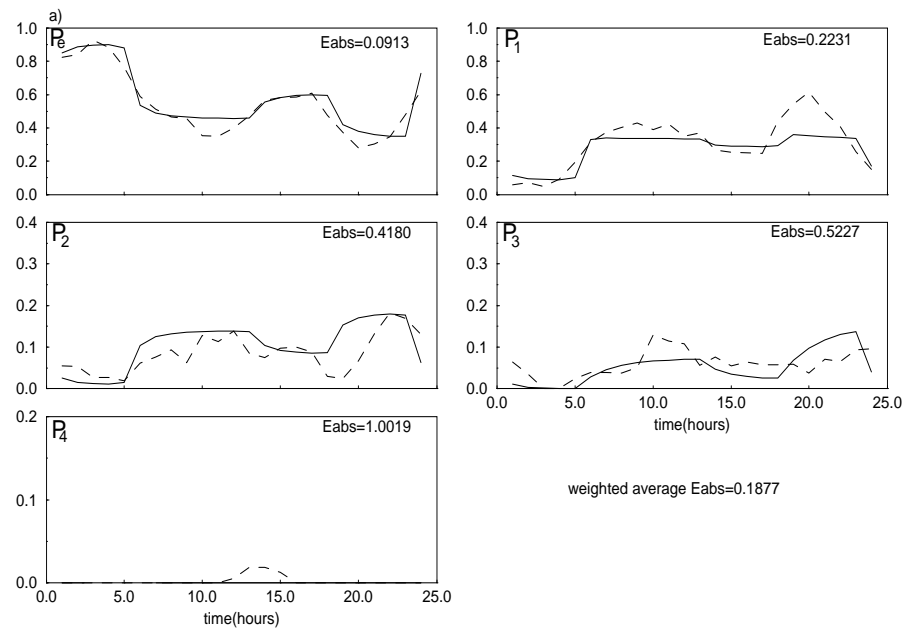 a)
1.0
0.8
0.6
0.4
0.2
0.0
Pe
Eabs=0.0913
1.0
0.8
0.6
0.4
0.2
0.0
P1
Eabs=0.2231
0.4
0.3
0.2
0.1
0.0
P2
Eabs=0.4180
0.4
0.3
0.2
0.1
0.0
P3
Eabs=0.5227
0.0 5.0 10.0 15.0 20.0 25.0
time(hours)
0.2
0.1
0.0
P4
Eabs=1.0019
0.0 5.0 10.0 15.0 20.0 25.0
time(hours)
weighted average Eabs=0.1877